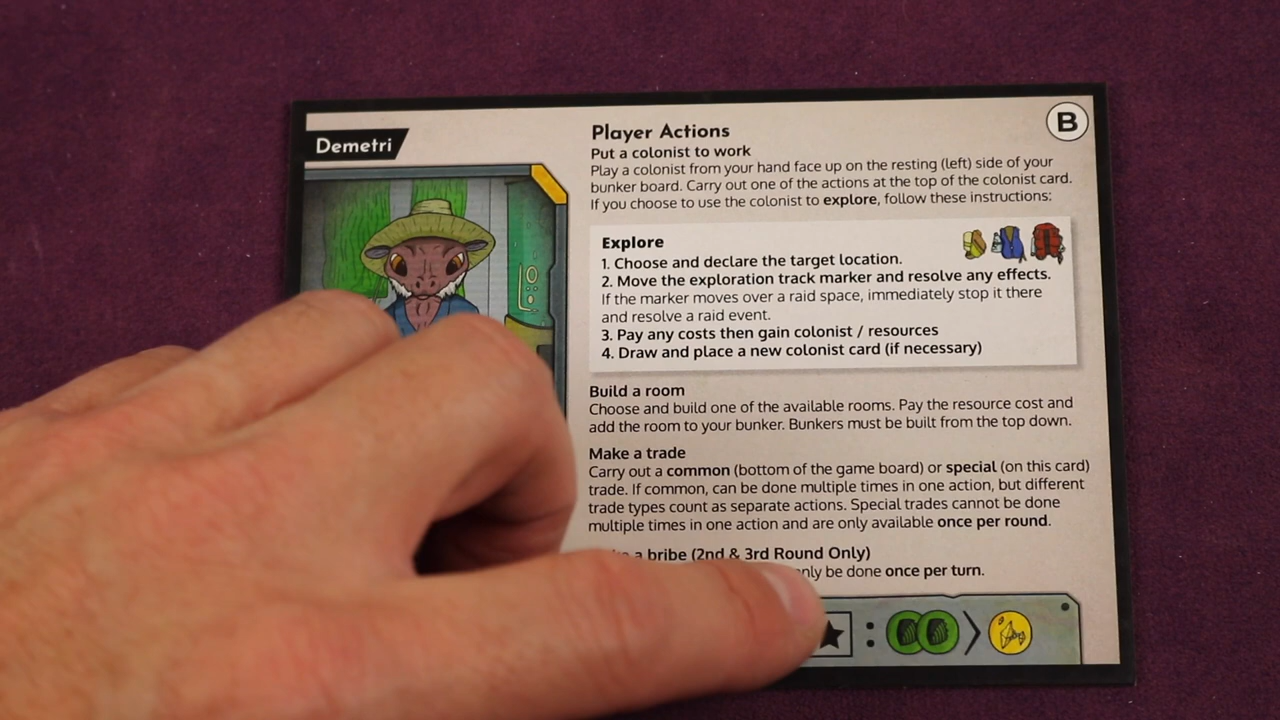 Demetri
B
Player Actions
Put a colonist to work
Play a colonist from your hand face up on the resting (left) side of your
bunker board. Carry out one of the actions at the top of the colonist card.
If you choose to use the colonist to explore, follow these instructions:
Explore
1. Choose and declare the target location.
2. Move the exploration track marker and resolve any effects.
If the marker moves over a raid space, immediately stop it there
and resolve a raid event.
3. Pay any costs then gain colonist / resources
4. Draw and place a new colonist card (if necessary)
Build a room
Choose and build one of the available rooms. Pay the resource cost and
add the room to your bunker. Bunkers must be built from the top down.
Make a trade
Carry out a common (bottom of the game board) or special (on this card)
trade. If common, can be done multiple times in one action, but different
trade types count as separate actions. Special trades cannot be done
multiple times in one action and are only available once per round.
a bribe (2nd & 3rd Round Only)
be done once per turn.